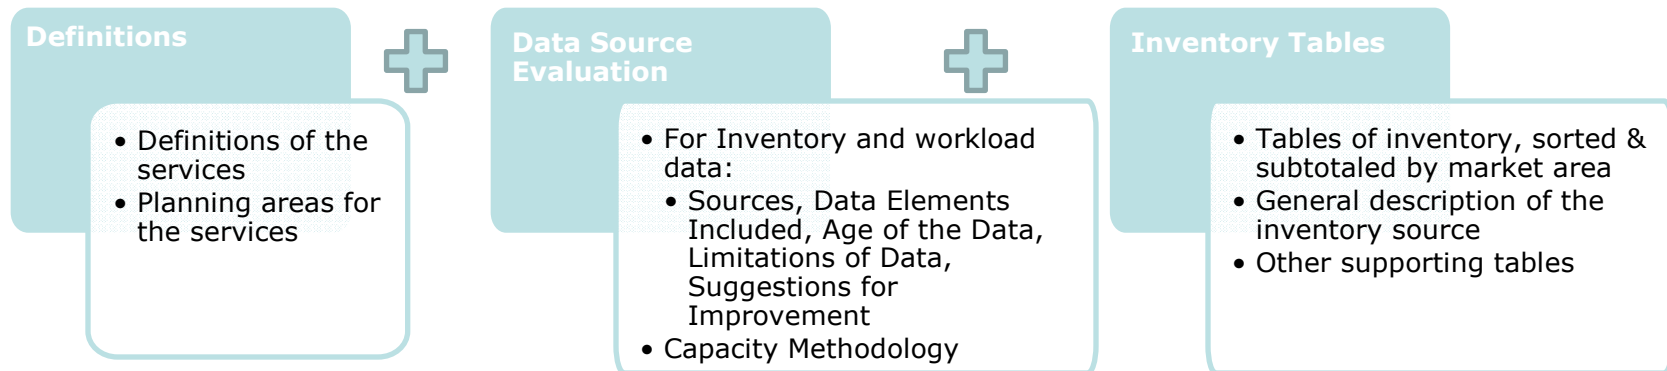 Definitions
• Definitions of the
services
• Planning areas for
the services
Data Source
Evaluation
• For Inventory and workload
data:
• Sources, Data Elements
Included, Age of the Data,
Limitations of Data,
Suggestions for
Improvement
• Capacity Methodology
Inventory Tables
• Tables of inventory, sorted &
subtotaled by market area
• General description of the
inventory source
• Other supporting tables